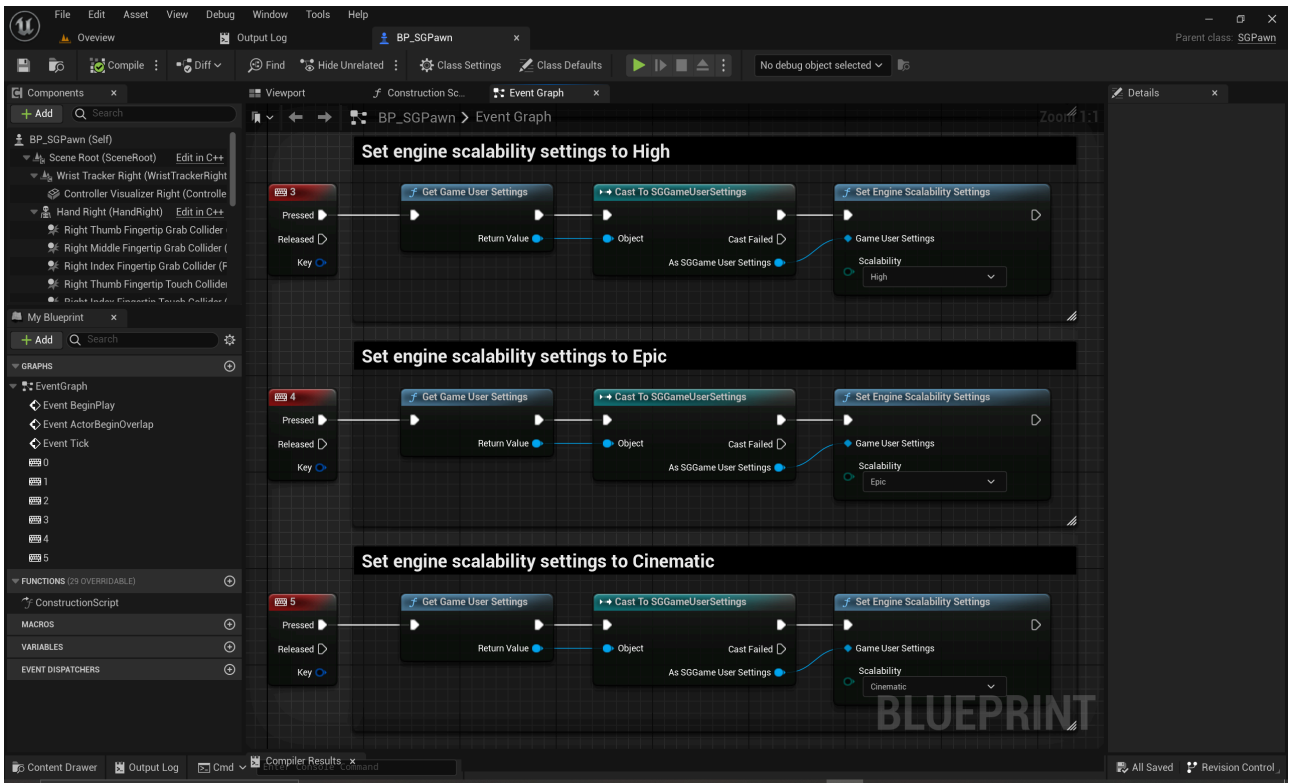 File Edit Asset View Debug Window Tools Help
Oveview
Output Log
BP_SGPawn
Parent class: SGPawn
Compile
Diff
Find
Hide Unrelated
Class Settings
Class Defaults
No debug object selected
Components
Viewport
Construction Sc...
Event Graph
Details
Add
Search
BP_SGPawn > Event Graph
Zoom 1:1
BP_SGPawn (Self)
Scene Root (SceneRoot) Edit in C++
Wrist Tracker Right (WristTrackerRight
Controller Visualizer Right (Controlle
Hand Right (HandRight) Edit in C++
Right Thumb Fingertip Grab Collider
Right Middle Fingertip Grab Collider (
Right Index Fingertip Grab Collider (F
Right Thumb Fingertip Touch Collider
Right Index Fingertip Touch Collider (
My Blueprint
Add
Search
GRAPHS
EventGraph
Event BeginPlay
Event ActorBeginOverlap
Event Tick
0
1
2
3
4
5
FUNCTIONS (29 OVERRIDABLE)
ConstructionScript
MACROS
VARIABLES
EVENT DISPATCHERS
Set engine scalability settings to High
3
Pressed
Released
Key
Get Game User Settings
Return Value
Cast To SGGameUserSettings
Object
Cast Failed
As SGGame User Settings
Set Engine Scalability Settings
Game User Settings
Scalability
High
Set engine scalability settings to Epic
4
Pressed
Released
Key
Get Game User Settings
Return Value
Cast To SGGameUserSettings
Object
Cast Failed
As SGGame User Settings
Set Engine Scalability Settings
Game User Settings
Scalability
Epic
Set engine scalability settings to Cinematic
5
Pressed
Released
Key
Get Game User Settings
Return Value
Cast To SGGameUserSettings
Object
Cast Failed
As SGGame User Settings
Set Engine Scalability Settings
Game User Settings
Scalability
Cinematic
BLUEPRINT
Content Drawer
Output Log
Cmd
Compiler Results
Enter Console Command
All Saved
Revision Control